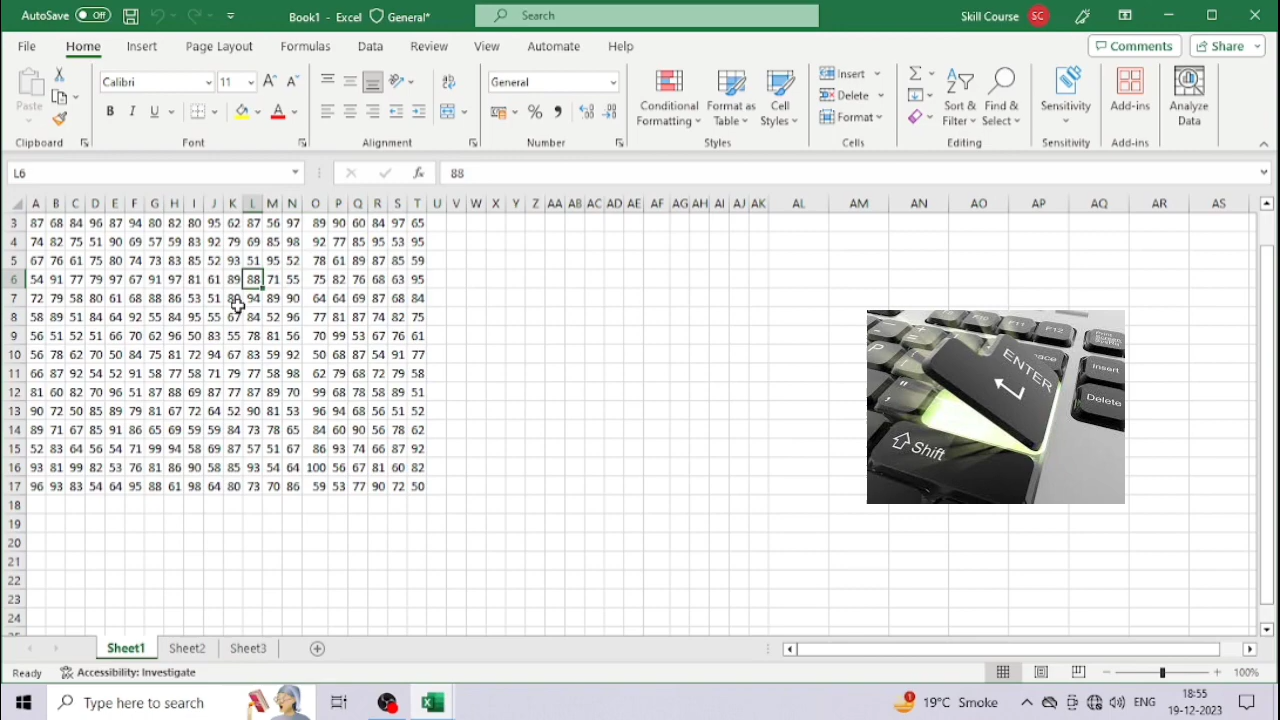 AutoSave Off Book1 - Excel General* Search Skill Course SC
File Home Insert Page Layout Formulas Data Review View Automate Help Comments Share
Paste Calibri 11 General Conditional Formatting Format as Table Cell Styles Insert Delete Format Sort & Filter Find & Select Sensitivity Add-ins Analyze Data
Clipboard Font Alignment Number Styles Cells Editing Sensitivity Add-ins
L6 88
A B C D E F G H I J K L M N O P Q R S T U V W X Y Z AA AB AC AD AE AF AG AH AI AJ AK AL AM AN AO AP AQ AR AS
3 87 68 84 96 87 94 80 82 80 95 62 87 56 97 89 90 60 84 97 65
4 74 82 75 51 90 69 57 59 83 92 79 69 85 98 92 77 85 95 53 95
5 67 76 61 75 80 74 73 83 85 52 93 51 95 52 78 61 89 87 85 59
6 54 91 77 79 97 67 91 97 81 61 89 88 71 55 75 82 76 68 63 95
7 72 79 58 80 61 68 88 86 53 51 94 89 90 64 64 69 87 68 84
8 58 89 51 84 64 92 55 84 95 55 67 84 52 96 77 81 87 74 82 75
9 56 51 52 51 66 70 62 96 50 83 55 78 81 56 70 99 53 67 76 61
10 56 78 62 70 50 84 75 81 72 94 67 83 59 92 50 68 87 54 91 77
11 66 87 92 54 52 91 58 77 58 71 79 77 58 98 62 79 68 72 79 58
12 81 60 82 70 96 51 87 88 69 87 77 87 89 70 99 68 78 58 89 51
13 90 72 50 85 89 79 81 67 72 64 52 90 81 53 96 94 68 56 51 52
14 89 71 67 85 91 86 65 69 59 59 84 73 78 65 84 60 90 56 78 62
15 52 83 64 56 54 71 99 94 58 69 87 57 51 67 86 93 74 66 87 92
16 93 81 99 82 53 76 81 86 90 58 85 93 54 64 100 56 67 81 60 82
17 96 93 83 54 64 95 88 61 98 64 80 73 70 86 59 53 77 90 72 50
18
19
20
21
22
23
24
F11 F12
ENTER
Insert
Delete
Shift
Sheet1 Sheet2 Sheet3
Ready Accessibility: Investigate 100%
Type here to search 19°C Smoke ENG 18:55
19-12-2023